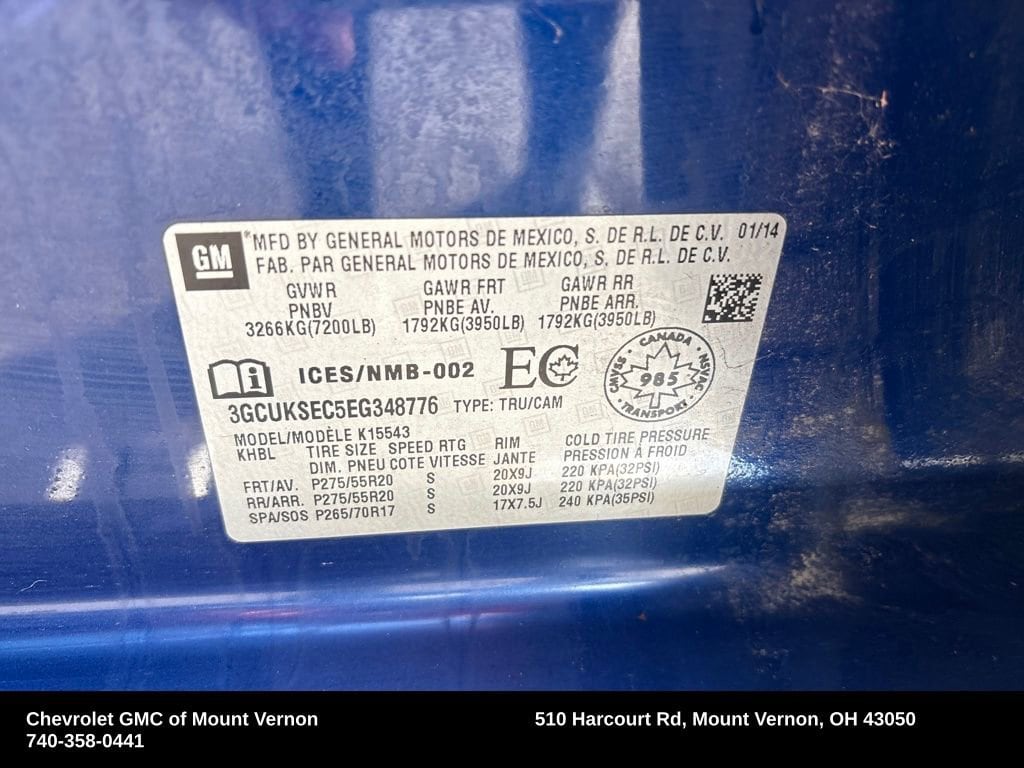 GM
*MFD BY GENERAL MOTORS DE MEXICO, S. DE R.L. DE C.V. 01/14
FAB. PAR GENERAL MOTORS DE MEXICO, S. DE R.L. DE C.V.
GVWR GAWR FRT GAWR RR
PNBV PNBE AV. PNBE ARR.
3266KG(7200LB) 1792KG(3950LB) 1792KG(3950LB)
i ICES/NMB-002 EC
CANADA
CMVSS 985 NSVAC
TRANSPORT
3GCUKSEC5EG348776 TYPE: TRU/CAM
MODEL/MODÈLE K15543
KHBL TIRE SIZE SPEED RTG RIM COLD TIRE PRESSURE
DIM. PNEU COTE VITESSE JANTE PRESSION À FROID
FRT/AV. P275/55R20 S 20X9J 220 KPA(32PSI)
RR/ARR. P275/55R20 S 20X9J 220 KPA(32PSI)
SPA/SOS P265/70R17 S 17X7.5J 240 KPA(35PSI)
Chevrolet GMC of Mount Vernon 510 Harcourt Rd, Mount Vernon, OH 43050
740-358-0441